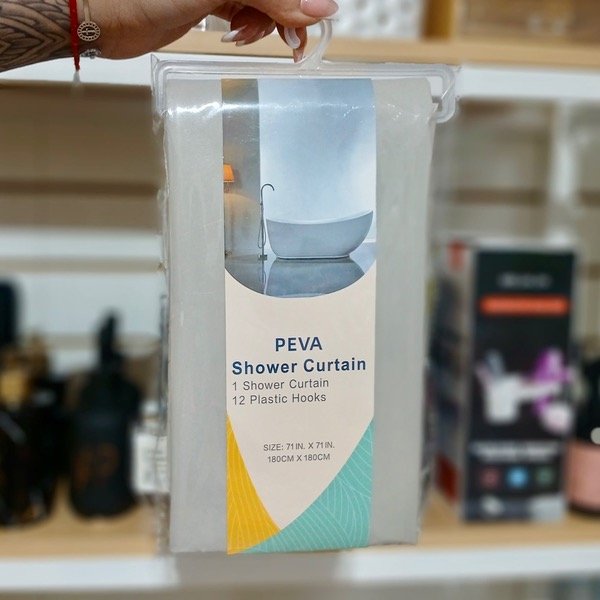 PEVA
Shower Curtain
1 Shower Curtain
12 Plastic Hooks
SIZE: 71 IN. X 71 IN.
180CM X 180CM